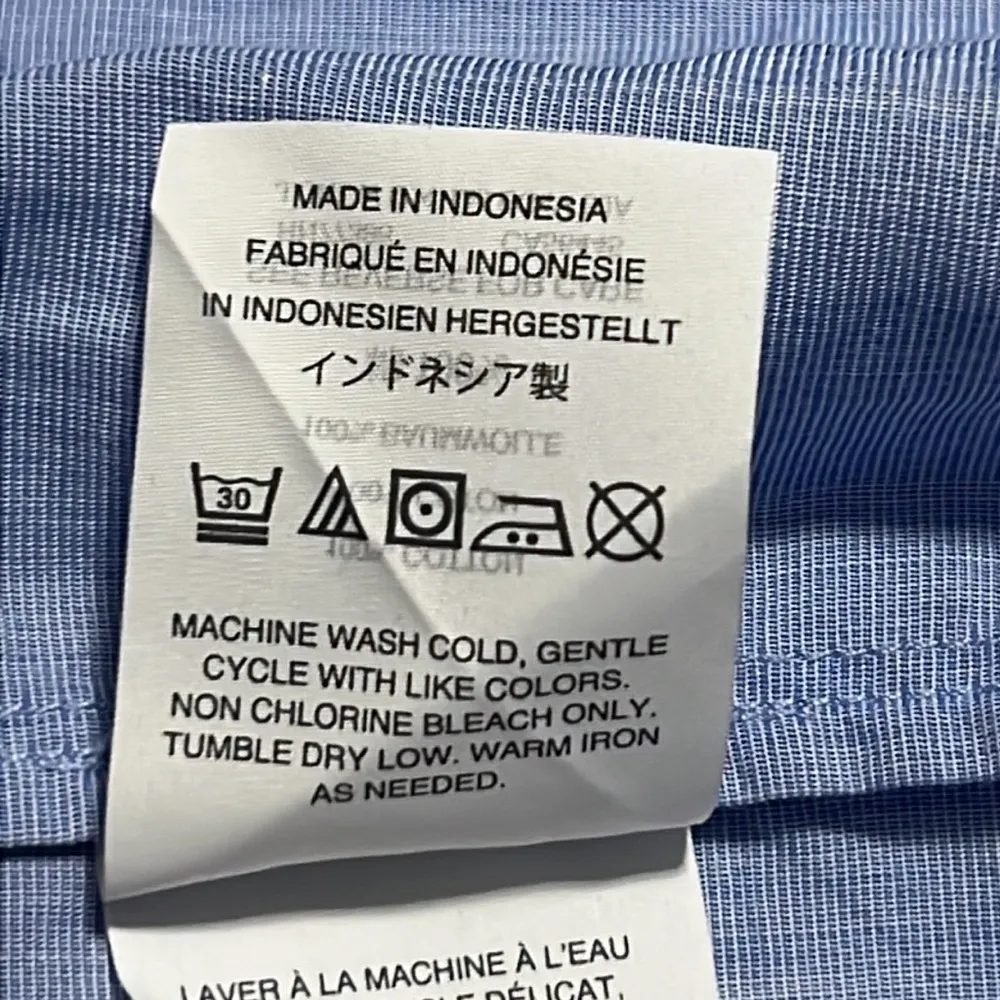 MADE IN INDONESIA
FABRIQUÉ EN INDONÉSIE
IN INDONESIEN HERGESTELLT
インドネシア製
30
MACHINE WASH COLD, GENTLE
CYCLE WITH LIKE COLORS.
NON CHLORINE BLEACH ONLY.
TUMBLE DRY LOW. WARM IRON
AS NEEDED.
LAVER À LA MACHINE À L'EAU
DÉLICAT,